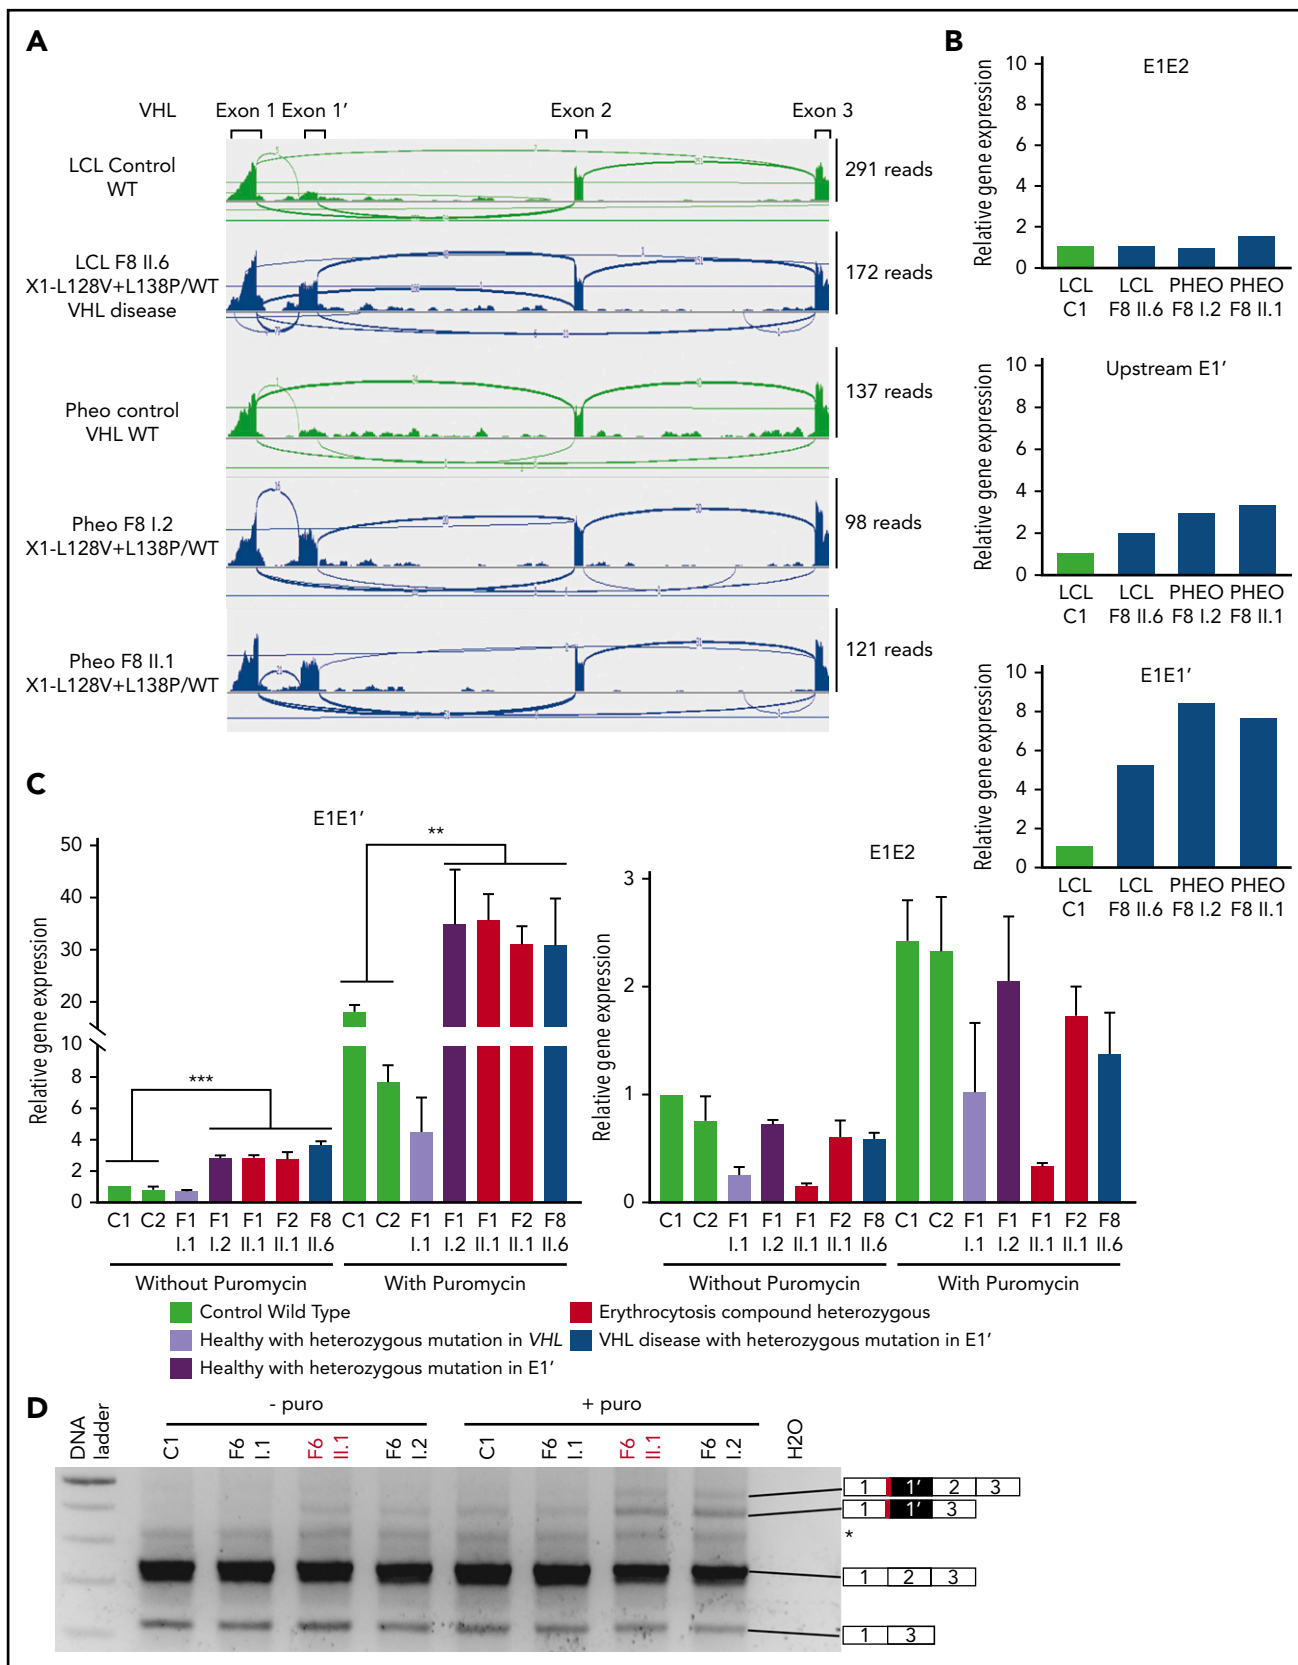 A
VHL
Exon 1
Exon 1′
Exon 2
Exon 3
LCL Control
WT
291 reads
LCL F8 II.6
X1-L128V+L138P/WT
VHL disease
172 reads
Pheo control
VHL WT
137 reads
Pheo F8 I.2
X1-L128V+L138P/WT
98 reads
Pheo F8 II.1
X1-L128V+L138P/WT
121 reads
B
E1E2
Relative gene expression
10
8
6
4
2
0
LCL LCL PHEO PHEO
C1 F8 II.6 F8 I.2 F8 II.1
Upstream E1′
Relative gene expression
10
8
6
4
2
0
LCL LCL PHEO PHEO
C1 F8 II.6 F8 I.2 F8 II.1
E1E1′
Relative gene expression
10
8
6
4
2
0
LCL LCL PHEO PHEO
C1 F8 II.6 F8 I.2 F8 II.1
C
E1E1′
Relative gene expression
50
40
30
20
10
8
6
4
2
0
***
**
C1 C2 F1 F1 F1 F2 F8 C1 C2 F1 F1 F1 F2 F8
I.1 I.2 II.1 II.1 II.6 I.1 I.2 II.1 II.1 II.6
Without Puromycin With Puromycin
E1E2
Relative gene expression
3
2
1
0
C1 C2 F1 F1 F1 F2 F8 C1 C2 F1 F1 F1 F2 F8
I.1 I.2 II.1 II.1 II.6 I.1 I.2 II.1 II.1 II.6
Without Puromycin With Puromycin
Control Wild Type
Healthy with heterozygous mutation in VHL
Healthy with heterozygous mutation in E1′
Erythrocytosis compound heterozygous
VHL disease with heterozygous mutation in E1′
D
DNA
ladder
- puro
+ puro
C1
F6
I.1
F6
II.1
F6
I.2
C1
F6
I.1
F6
II.1
F6
I.2
H2O
1 1′ 2 3
1 1′ 3
*
1 2 3
1 3